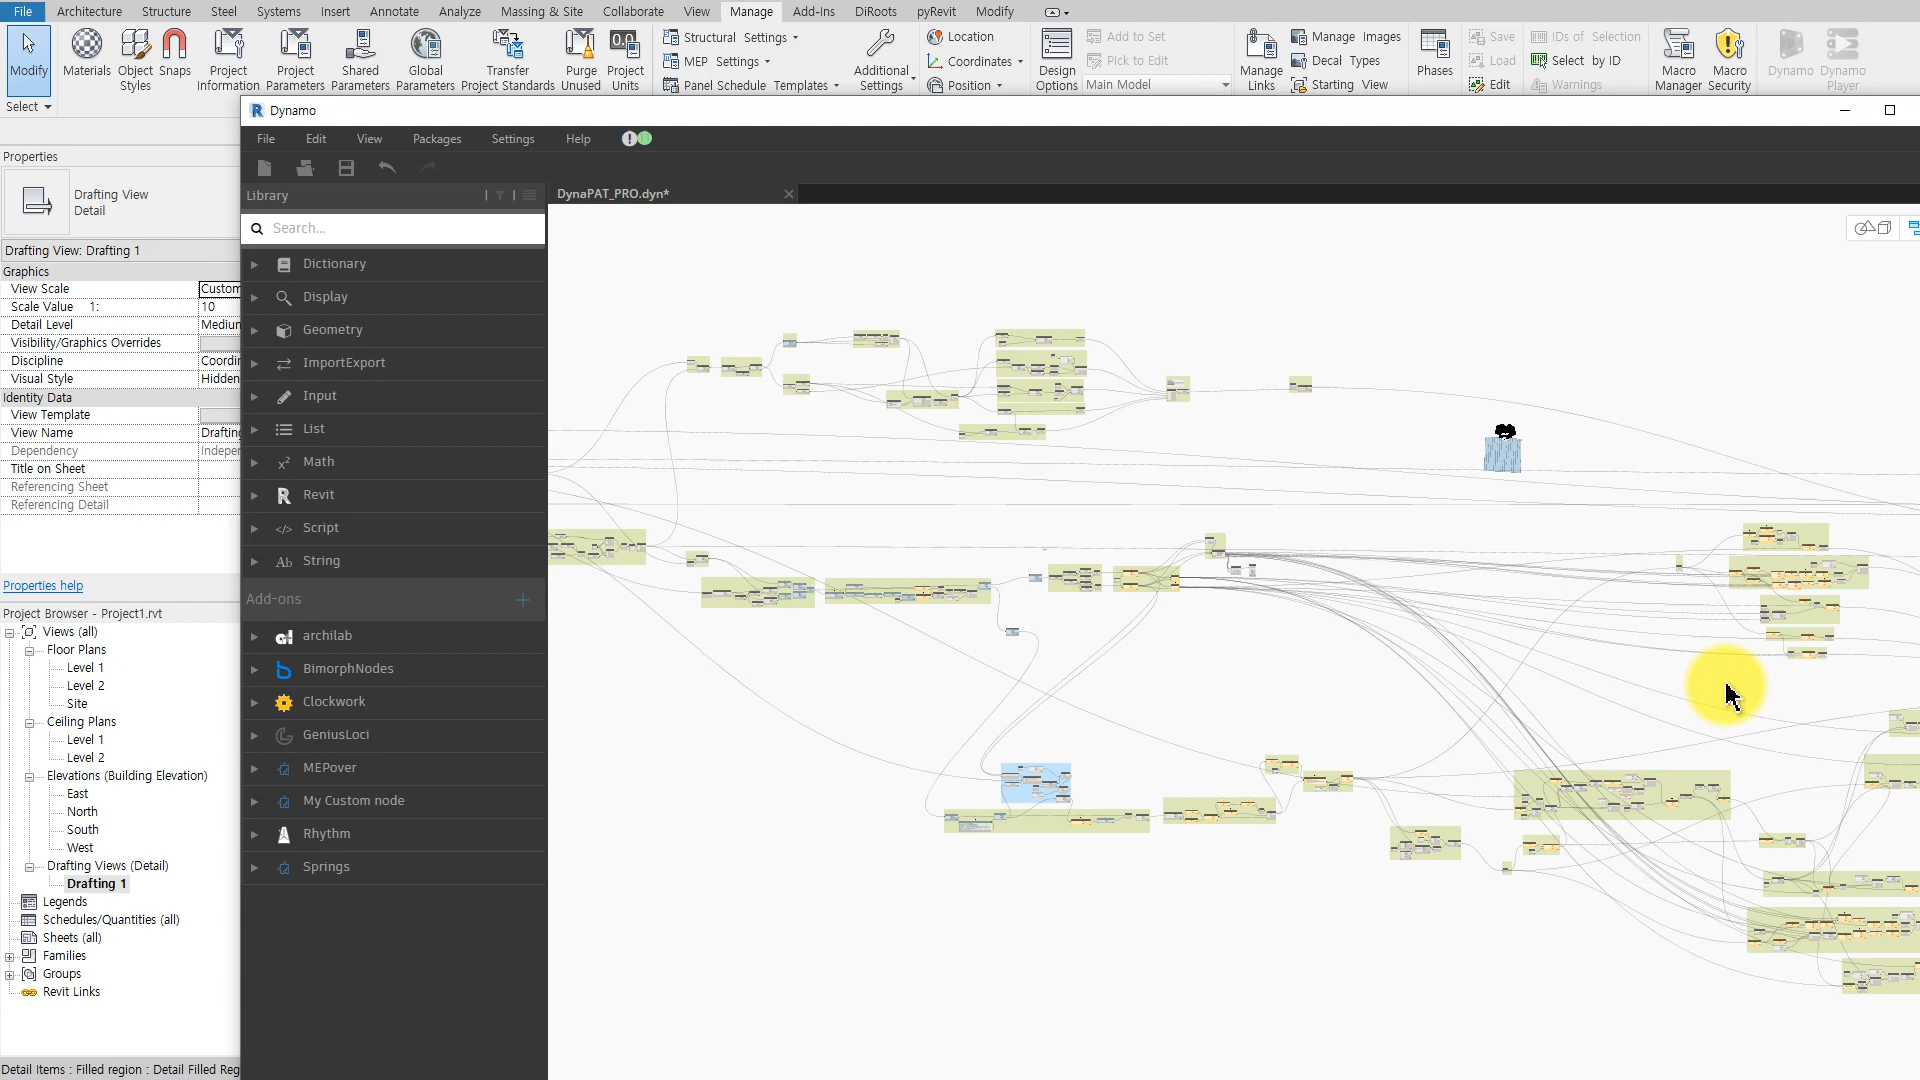 File Architecture Structure Steel Systems Insert Annotate Analyze Massing & Site Collaborate View Manage Add-Ins DiRoots pyRevit Modify
Modify
Select
Materials
Object Styles
Snaps
Project Information
Project Parameters
Shared Parameters
Global Parameters
Transfer Project Standards
Purge Unused
Project Units
Structural Settings
MEP Settings
Panel Schedule Templates
Additional Settings
Location
Coordinates
Position
Design Options
Add to Set
Pick to Edit
Main Model
Manage Links
Manage Images
Decal Types
Starting View
Phases
Save
Load
Edit
IDs of Selection
Select by ID
Warnings
Macro Manager
Macro Security
Dynamo
Dynamo Player
Properties
Drafting View
Detail
Drafting View: Drafting 1
Graphics
View Scale Custom
Scale Value 1: 10
Detail Level Medium
Visibility/Graphics Overrides
Discipline Coordin
Visual Style Hidden
Identity Data
View Template
View Name Drafting
Dependency Indepen
Title on Sheet
Referencing Sheet
Referencing Detail
Properties help
Project Browser - Project1.rvt
Views (all)
Floor Plans
Level 1
Level 2
Site
Ceiling Plans
Level 1
Level 2
Elevations (Building Elevation)
East
North
South
West
Drafting Views (Detail)
Drafting 1
Legends
Schedules/Quantities (all)
Sheets (all)
Families
Groups
Revit Links
Detail Items : Filled region : Detail Filled Reg
Dynamo
File Edit View Packages Settings Help
Library
DynaPAT_PRO.dyn*
Search...
Dictionary
Display
Geometry
ImportExport
Input
List
Math
Revit
Script
String
Add-ons
archilab
BimorphNodes
Clockwork
GeniusLoci
MEPover
My Custom node
Rhythm
Springs